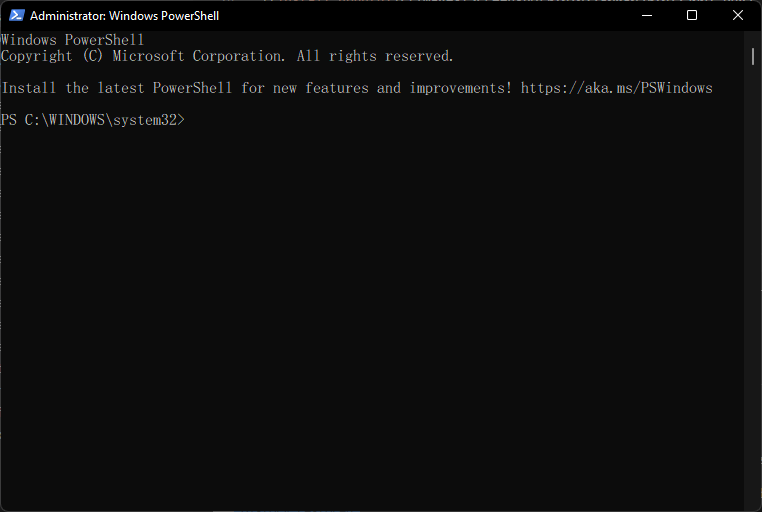 Administrator: Windows PowerShell
Windows PowerShell
Copyright (C) Microsoft Corporation. All rights reserved.
Install the latest PowerShell for new features and improvements! https://aka.ms/PSWindows
PS C:\WINDOWS\system32>